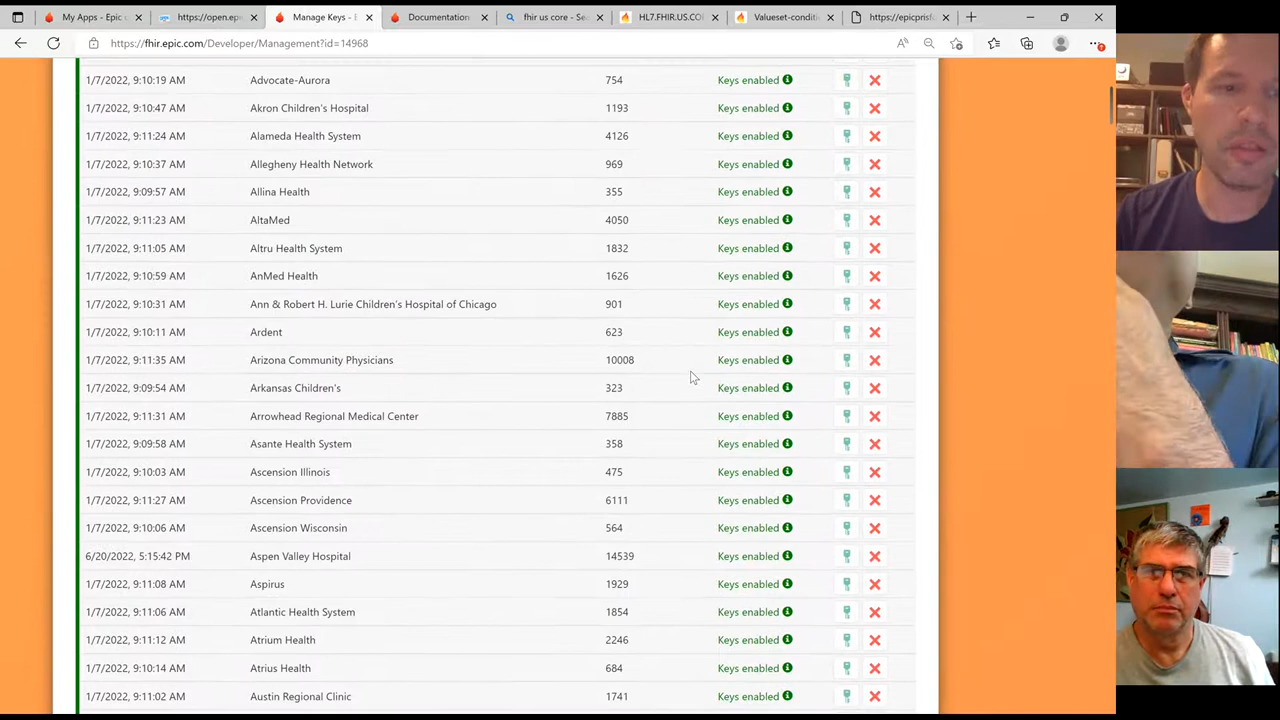 My Apps - Epic
https://open.ep
Manage Keys - E
Documentation
fhir us core - Sea
HL7.FHIR.US.COR
Valueset-conditi
https://epicprisf
https://fhir.epic.com/Developer/Management?id=14968
1/7/2022, 9:10:19 AM Advocate-Aurora 754 Keys enabled
1/7/2022, 9:10:47 AM Akron Children's Hospital 1193 Keys enabled
1/7/2022, 9:11:24 AM Alameda Health System 4126 Keys enabled
1/7/2022, 9:10:37 AM Allegheny Health Network 969 Keys enabled
1/7/2022, 9:09:57 AM Allina Health 355 Keys enabled
1/7/2022, 9:11:23 AM AltaMed 4050 Keys enabled
1/7/2022, 9:11:05 AM Altru Health System 1832 Keys enabled
1/7/2022, 9:10:59 AM AnMed Health 1626 Keys enabled
1/7/2022, 9:10:31 AM Ann & Robert H. Lurie Children's Hospital of Chicago 901 Keys enabled
1/7/2022, 9:10:11 AM Ardent 623 Keys enabled
1/7/2022, 9:11:35 AM Arizona Community Physicians 10008 Keys enabled
1/7/2022, 9:09:54 AM Arkansas Children's 323 Keys enabled
1/7/2022, 9:11:31 AM Arrowhead Regional Medical Center 7885 Keys enabled
1/7/2022, 9:09:58 AM Asante Health System 358 Keys enabled
1/7/2022, 9:10:03 AM Ascension Illinois 475 Keys enabled
1/7/2022, 9:11:27 AM Ascension Providence 6111 Keys enabled
1/7/2022, 9:10:06 AM Ascension Wisconsin 564 Keys enabled
6/20/2022, 5:15:42 PM Aspen Valley Hospital 14539 Keys enabled
1/7/2022, 9:11:08 AM Aspirus 1929 Keys enabled
1/7/2022, 9:11:06 AM Atlantic Health System 1854 Keys enabled
1/7/2022, 9:11:12 AM Atrium Health 2246 Keys enabled
1/7/2022, 9:10:14 AM Atrius Health 684 Keys enabled
1/7/2022, 9:11:02 AM Austin Regional Clinic 1741 Keys enabled